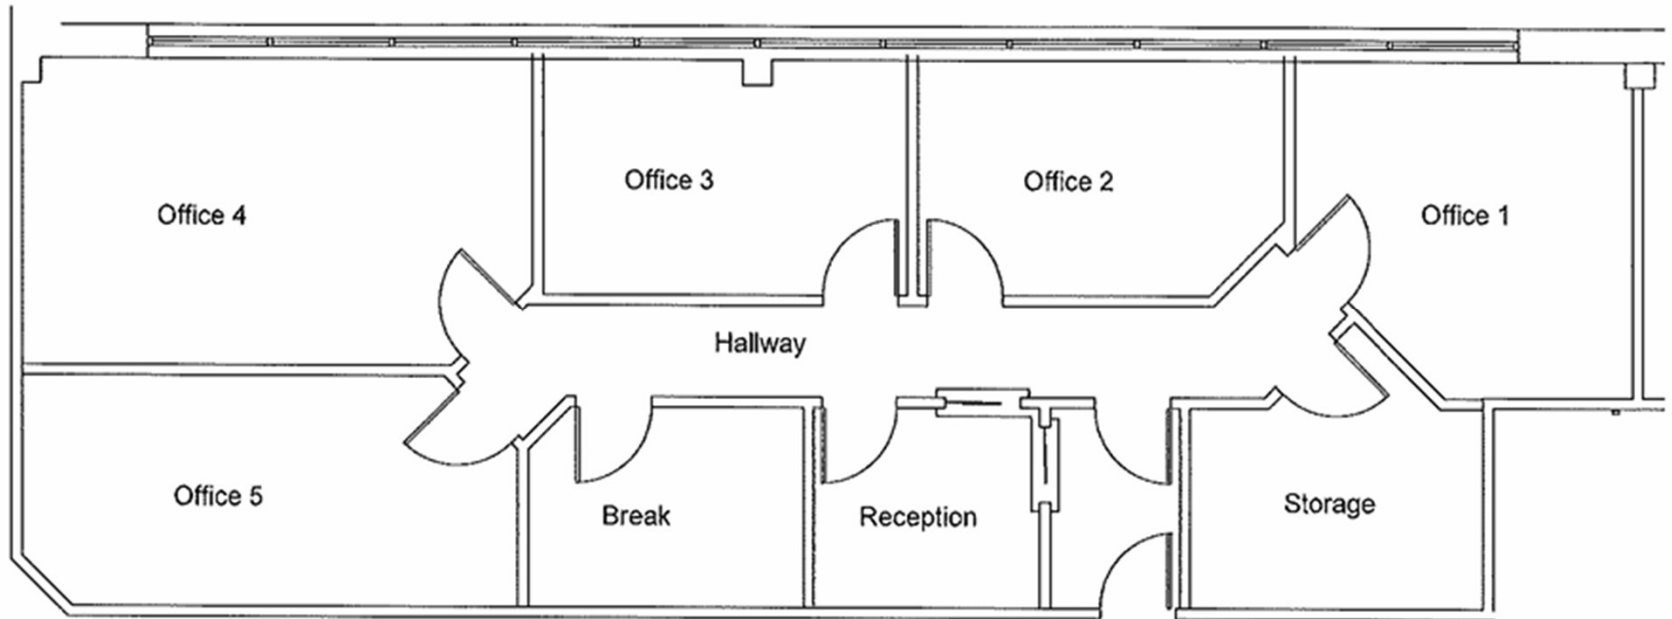 Office 3
Office 2
Office 4
Office 1
Hallway
Office 5
Break
Reception
Storage